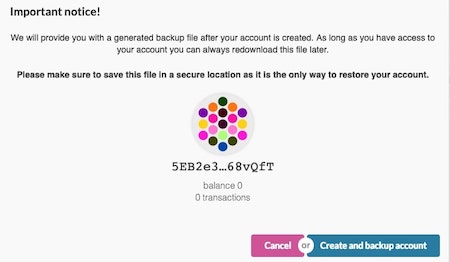 Important notice!
We will provide you with a generated backup file after your account is created. As long as you have access to
your account you can always redownload this file later.
Please make sure to save this file in a secure location as it is the only way to restore your account.
5EB2e3…68vQfT
balance 0
0 transactions
Cancel or Create and backup account